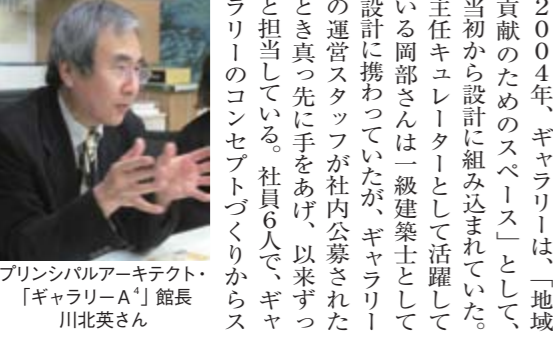 2004年、ギャラリーは、「地域
貢献のためのスペース」として、
当初から設計に組み込まれていた。
主任キュレーターとして活躍して
いる岡部さんは一級建築士として
設計に携わっていたが、ギャラリー
の運営スタッフが社内公募された
とき真っ先に手をあげ、以来ずっ
と担当している。社員6人で、ギャ
ラリーのコンセプトづくりからス
プリンシパルアーキテクト・
「ギャラリーA⁴」館長
川北英さん